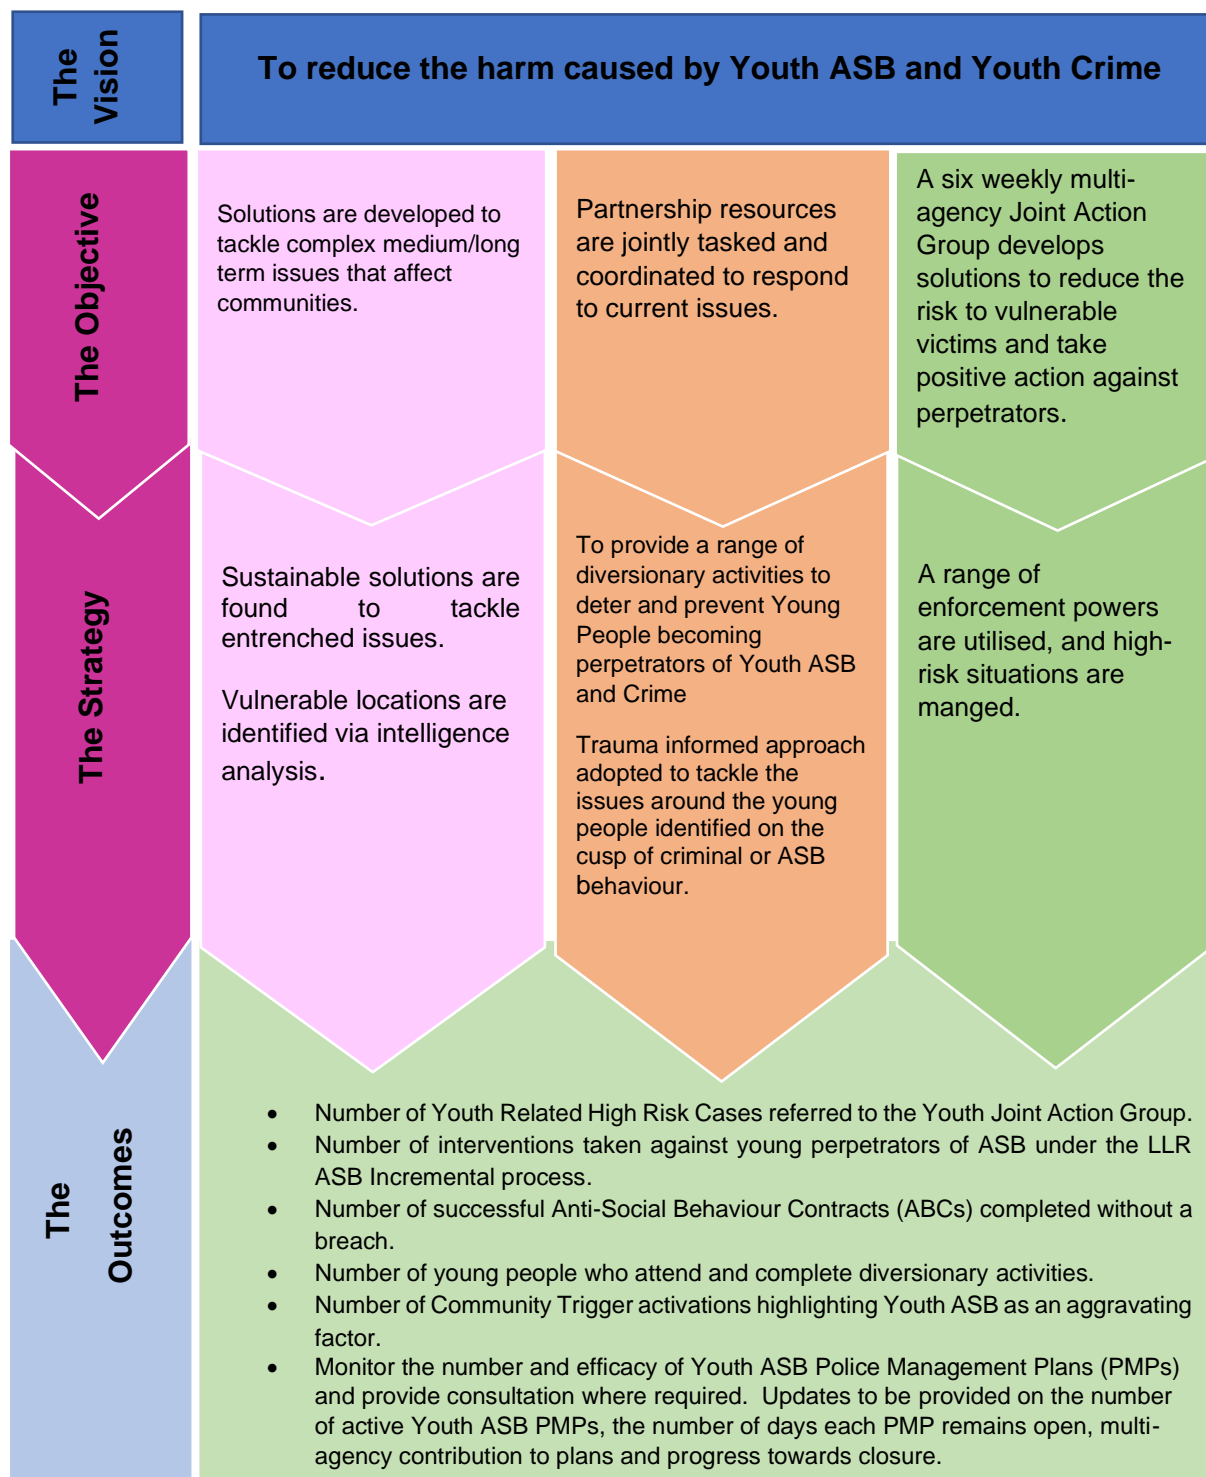 The
Vision
To reduce the harm caused by Youth ASB and Youth Crime
The Objective
Solutions are developed to
tackle complex medium/long
term issues that affect
communities.
Partnership resources
are jointly tasked and
coordinated to respond
to current issues.
A six weekly multi-
agency Joint Action
Group develops
solutions to reduce the
risk to vulnerable
victims and take
positive action against
perpetrators.
The Strategy
Sustainable solutions are
found to tackle
entrenched issues.
Vulnerable locations are
identified via intelligence
analysis.
To provide a range of
diversionary activities to
deter and prevent Young
People becoming
perpetrators of Youth ASB
and Crime
Trauma informed approach
adopted to tackle the
issues around the young
people identified on the
cusp of criminal or ASB
behaviour.
A range of
enforcement powers
are utilised, and high-
risk situations are
manged.
The
Outcomes
• Number of Youth Related High Risk Cases referred to the Youth Joint Action Group.
• Number of interventions taken against young perpetrators of ASB under the LLR
ASB Incremental process.
• Number of successful Anti-Social Behaviour Contracts (ABCs) completed without a
breach.
• Number of young people who attend and complete diversionary activities.
• Number of Community Trigger activations highlighting Youth ASB as an aggravating
factor.
• Monitor the number and efficacy of Youth ASB Police Management Plans (PMPs)
and provide consultation where required.  Updates to be provided on the number
of active Youth ASB PMPs, the number of days each PMP remains open, multi-
agency contribution to plans and progress towards closure.